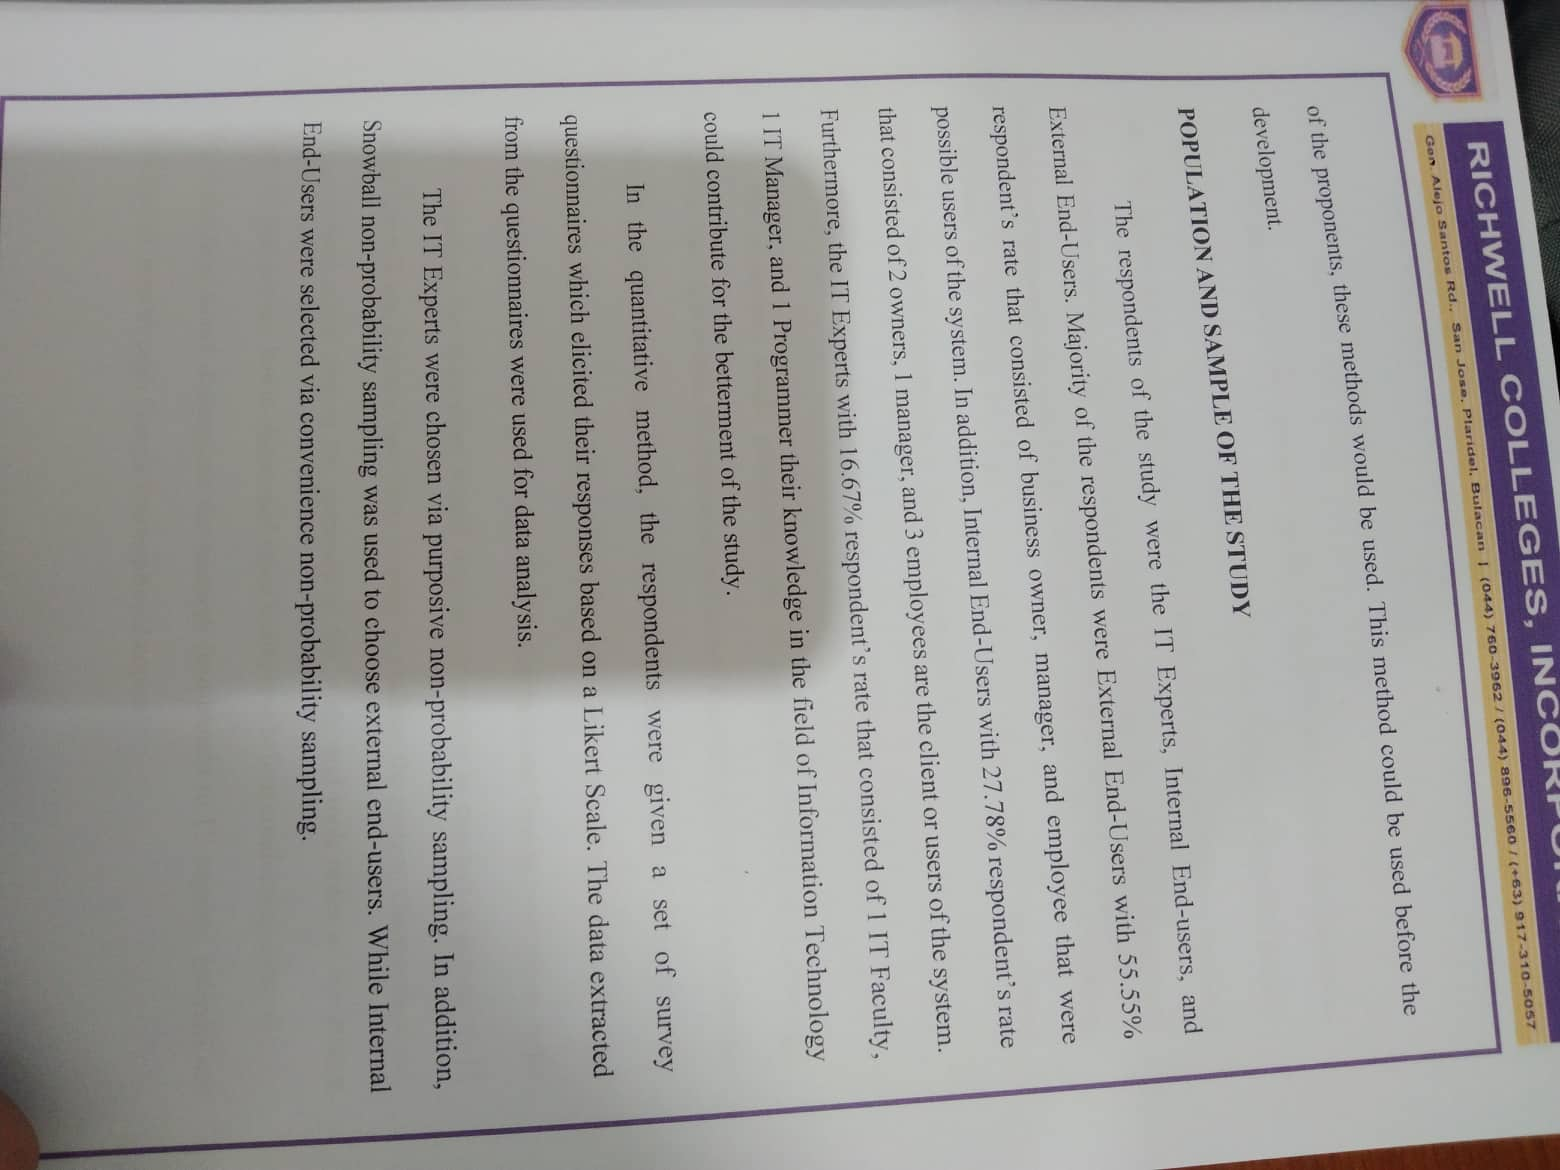 RICHWELL COLLEGES, INCORPOR
Gen. Alejo Santos Rd., San Jose, Plaridel, Bulacan | (044) 760-3962 / (044) 896-5560 / (+63) 917-310-5057
of the proponents, these methods would be used. This method could be used before the
development.
POPULATION AND SAMPLE OF THE STUDY
The respondents of the study were the IT Experts, Internal End-users, and
External End-Users. Majority of the respondents were External End-Users with 55.55%
respondent's rate that consisted of business owner, manager, and employee that were
possible users of the system. In addition, Internal End-Users with 27.78% respondent's rate
that consisted of 2 owners, 1 manager, and 3 employees are the client or users of the system.
Furthermore, the IT Experts with 16.67% respondent's rate that consisted of 1 IT Faculty,
1 IT Manager, and 1 Programmer their knowledge in the field of Information Technology
could contribute for the betterment of the study.
In the quantitative method, the respondents were given a set of survey
questionnaires which elicited their responses based on a Likert Scale. The data extracted
from the questionnaires were used for data analysis.
The IT Experts were chosen via purposive non-probability sampling. In addition,
Snowball non-probability sampling was used to choose external end-users. While Internal
End-Users were selected via convenience non-probability sampling.